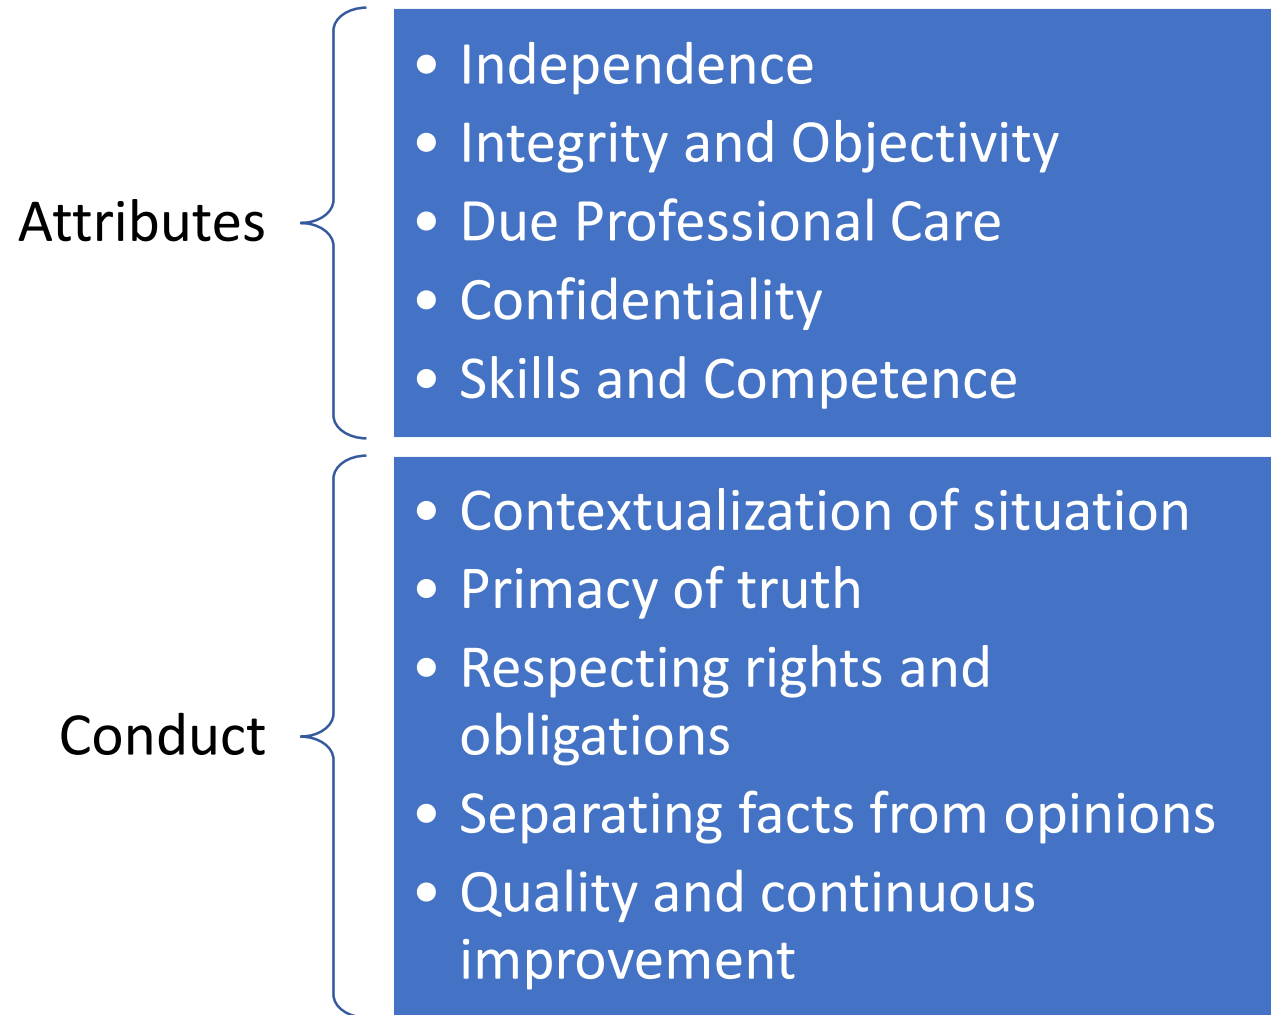 Attributes
• Independence
• Integrity and Objectivity
• Due Professional Care
• Confidentiality
• Skills and Competence
Conduct
• Contextualization of situation
• Primacy of truth
• Respecting rights and
obligations
• Separating facts from opinions
• Quality and continuous
improvement